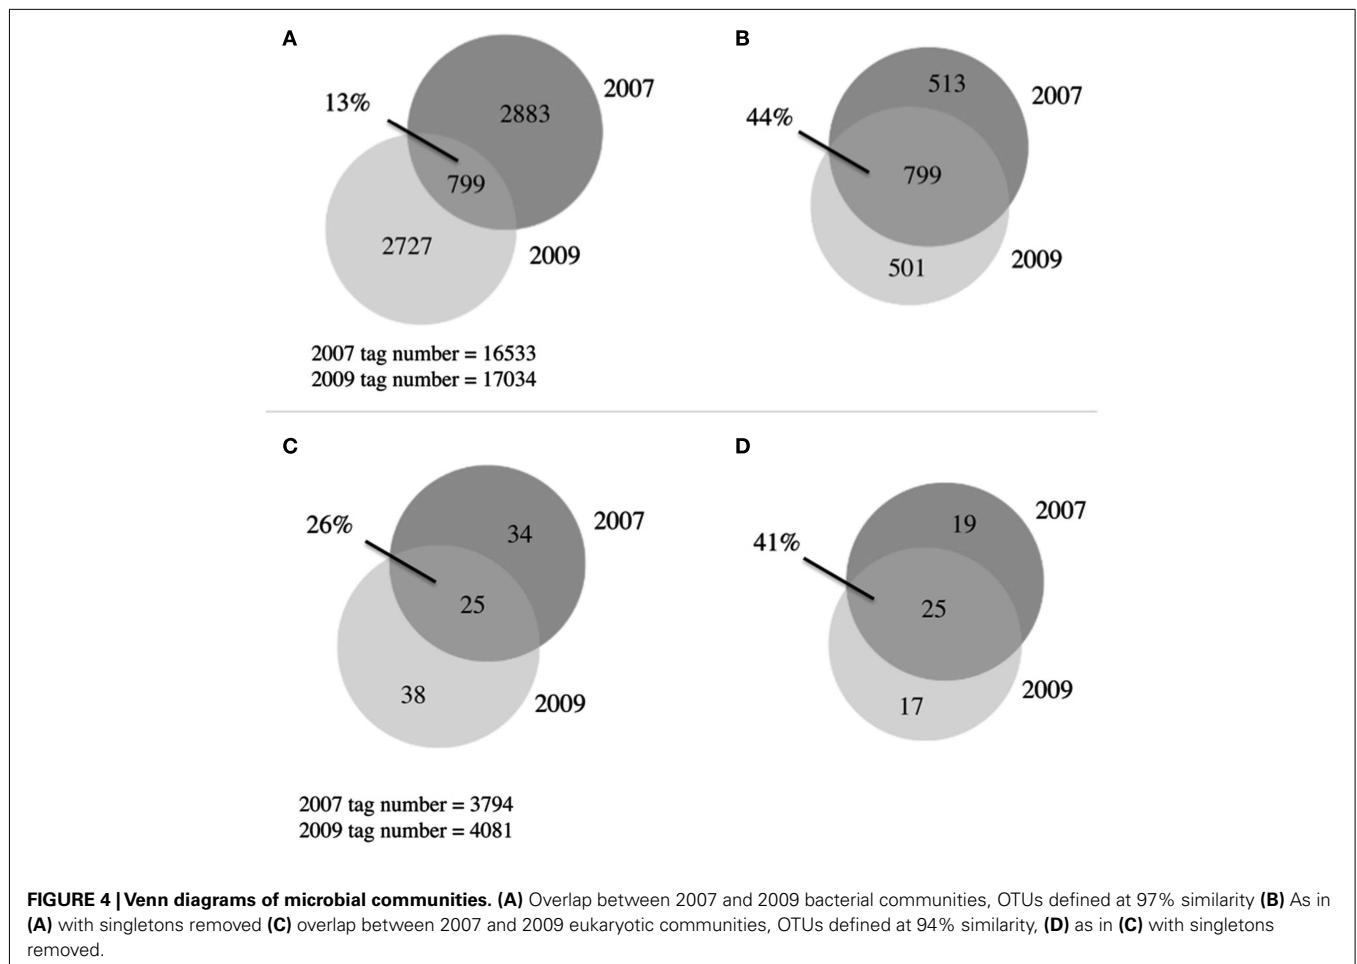 A
13%
2007
2883
799
2727
2009
2007 tag number = 16533
2009 tag number = 17034
B
513
2007
44%
799
2009
501
C
26%
34
2007
25
38
2009
2007 tag number = 3794
2009 tag number = 4081
D
19
2007
41%
25
2009
17
FIGURE 4 | Venn diagrams of microbial communities. (A) Overlap between 2007 and 2009 bacterial communities, OTUs defined at 97% similarity (B) As in
(A) with singletons removed (C) overlap between 2007 and 2009 eukaryotic communities, OTUs defined at 94% similarity, (D) as in (C) with singletons
removed.